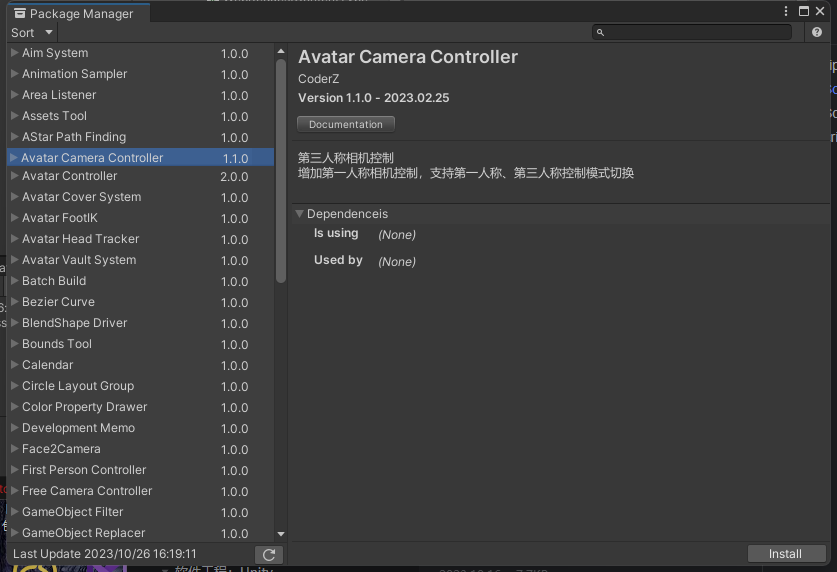 Package Manager
Sort
Aim System 1.0.0
Animation Sampler 1.0.0
Area Listener 1.0.0
Assets Tool 1.0.0
AStar Path Finding 1.0.0
Avatar Camera Controller 1.1.0
Avatar Controller 2.0.0
Avatar Cover System 1.0.0
Avatar FootIK 1.0.0
Avatar Head Tracker 1.0.0
Avatar Vault System 1.0.0
Batch Build 1.0.0
Bezier Curve 1.0.0
BlendShape Driver 1.0.0
Bounds Tool 1.0.0
Calendar 1.0.0
Circle Layout Group 1.0.0
Color Property Drawer 1.0.0
Development Memo 1.0.0
Face2Camera 1.0.0
First Person Controller 1.0.0
Free Camera Controller 1.0.0
GameObject Filter 1.0.0
GameObject Replacer 1.0.0
Last Update 2023/10/26 16:19:11
Avatar Camera Controller
CoderZ
Version 1.1.0 - 2023.02.25
Documentation
第三人称相机控制
增加第一人称相机控制，支持第一人称、第三人称控制模式切换
Dependenceis
Is using (None)
Used by (None)
Install